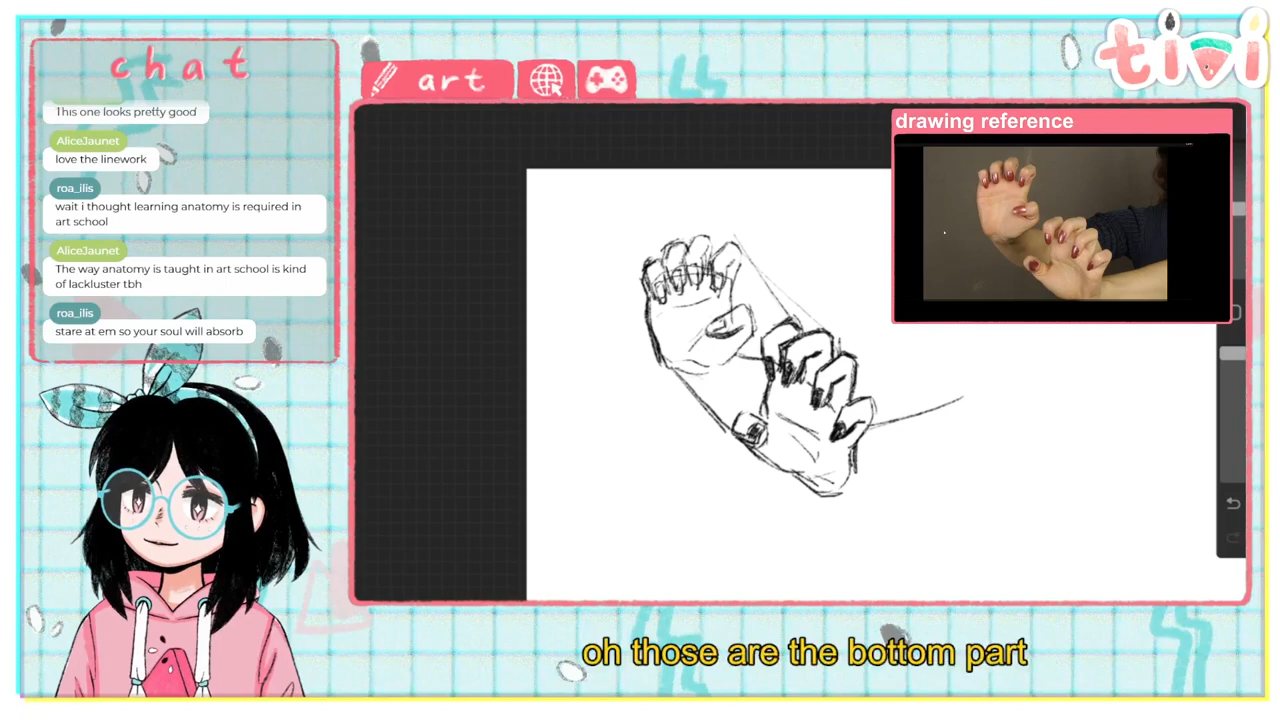 chat
This one looks pretty good
AliceJaunet
love the linework
roa_ilis
wait i thought learning anatomy is required in
art school
AliceJaunet
The way anatomy is taught in art school is kind
of lackluster tbh
roa_ilis
stare at em so your soul will absorb
art
drawing reference
tivi
oh those are the bottom part